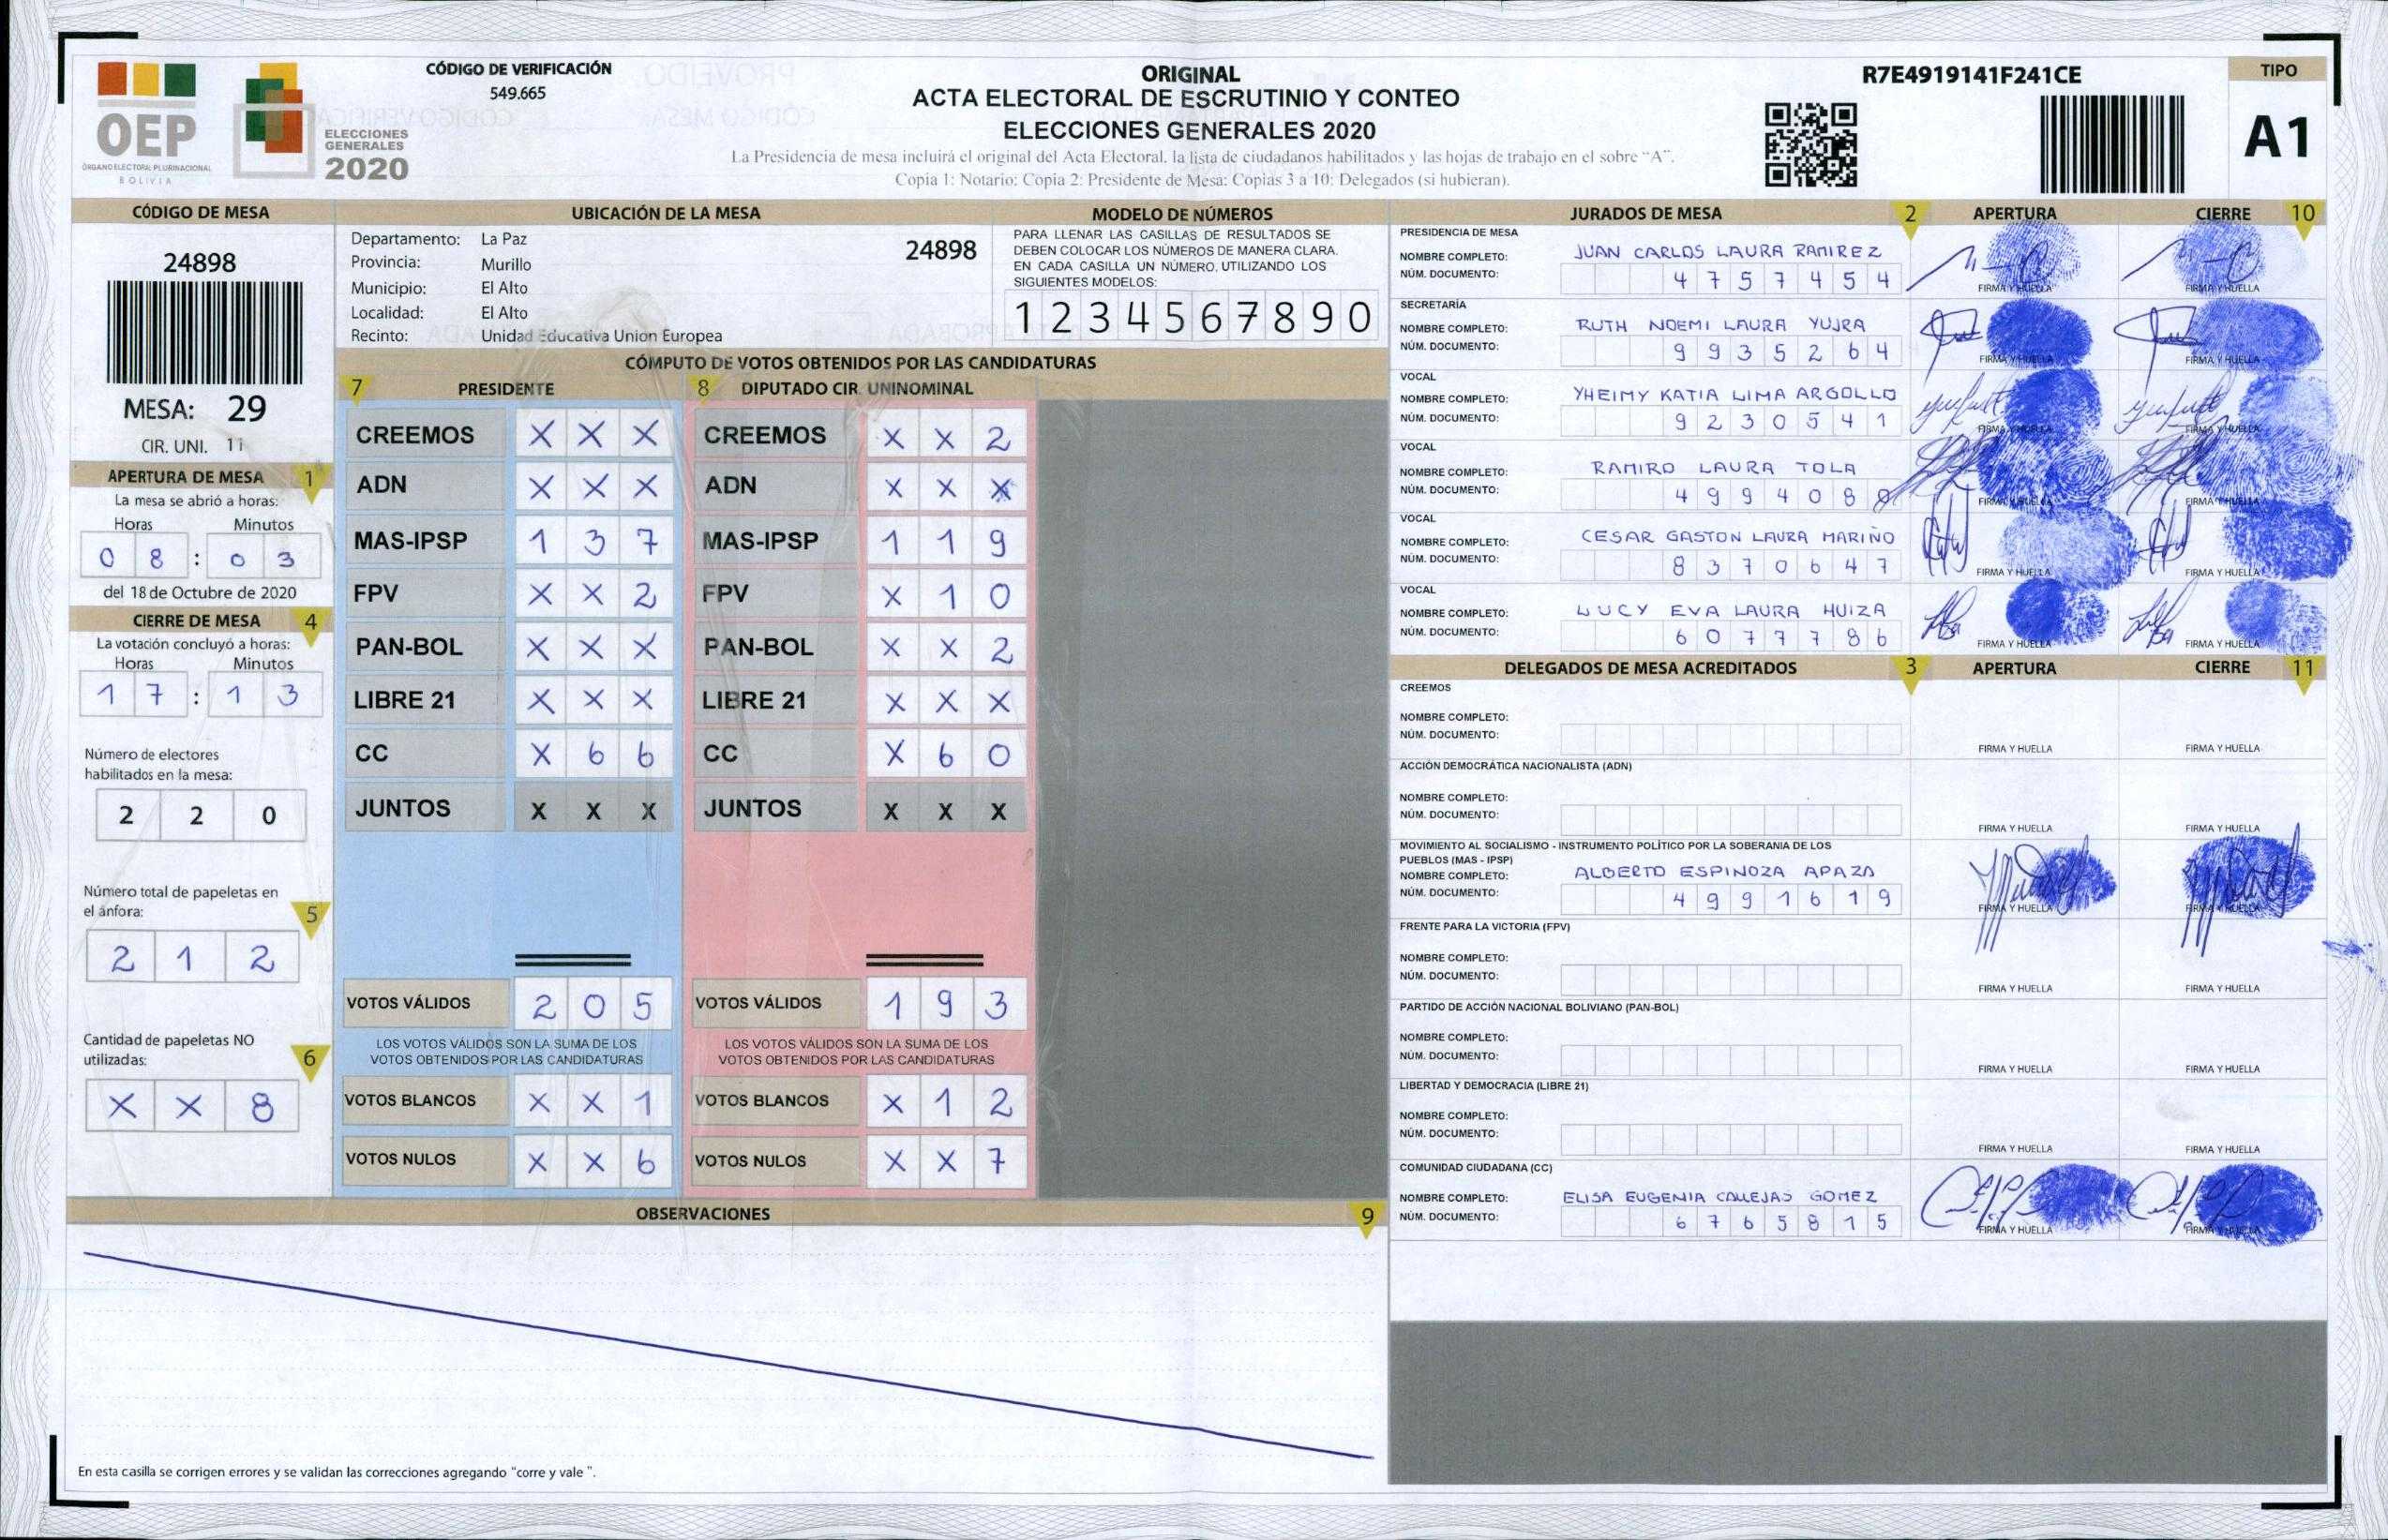 CÓDIGO DE VERIFICACIÓN
549.665
OEP
ÓRGANO ELECTORAL PLURINACIONAL
BOLIVIA
ELECCIONES
GENERALES
2020
ORIGINAL
ACTA ELECTORAL DE ESCRUTINIO Y CONTEO
ELECCIONES GENERALES 2020
La Presidencia de mesa incluirá el original del Acta Electoral, la lista de ciudadanos habilitados y las hojas de trabajo en el sobre "A".
Copia 1: Notario; Copia 2: Presidente de Mesa; Copias 3 a 10: Delegados (si hubieran).
R7E4919141F241CE
TIPO
A1
CÓDIGO DE MESA
24898
MESA: 29
CIR. UNI. 11
APERTURA DE MESA 1
La mesa se abrió a horas:
Horas Minutos
0 8 : 0 3
del 18 de Octubre de 2020
CIERRE DE MESA 4
La votación concluyó a horas:
Horas Minutos
1 7 : 1 3
Número de electores
habilitados en la mesa:
2 2 0
Número total de papeletas en
el ánfora: 5
2 1 2
Cantidad de papeletas NO
utilizadas: 6
X X 8
UBICACIÓN DE LA MESA
Departamento: La Paz
24898
Provincia: Murillo
Municipio: El Alto
Localidad: El Alto
Recinto: Unidad Educativa Union Europea
MODELO DE NÚMEROS
PARA LLENAR LAS CASILLAS DE RESULTADOS SE
DEBEN COLOCAR LOS NÚMEROS DE MANERA CLARA.
EN CADA CASILLA UN NÚMERO, UTILIZANDO LOS
SIGUIENTES MODELOS:
1 2 3 4 5 6 7 8 9 0
CÓMPUTO DE VOTOS OBTENIDOS POR LAS CANDIDATURAS
7 PRESIDENTE
CREEMOS X X X
ADN X X X
MAS-IPSP 1 3 7
FPV X X 2
PAN-BOL X X X
LIBRE 21 X X X
CC X 6 6
JUNTOS X X X
VOTOS VÁLIDOS 2 0 5
LOS VOTOS VÁLIDOS SON LA SUMA DE LOS
VOTOS OBTENIDOS POR LAS CANDIDATURAS
VOTOS BLANCOS X X 1
VOTOS NULOS X X 6
8 DIPUTADO CIR. UNINOMINAL
CREEMOS X X 2
ADN X X X
MAS-IPSP 1 1 9
FPV X 1 0
PAN-BOL X X 2
LIBRE 21 X X X
CC X 6 0
JUNTOS X X X
VOTOS VÁLIDOS 1 9 3
LOS VOTOS VÁLIDOS SON LA SUMA DE LOS
VOTOS OBTENIDOS POR LAS CANDIDATURAS
VOTOS BLANCOS X 1 2
VOTOS NULOS X X 7
OBSERVACIONES 9
En esta casilla se corrigen errores y se validan las correcciones agregando "corre y vale ".
JURADOS DE MESA 2 APERTURA CIERRE 10
PRESIDENCIA DE MESA
NOMBRE COMPLETO: JUAN CARLOS LAURA RAMIREZ
NÚM. DOCUMENTO: 4 7 5 7 4 5 4
FIRMA Y HUELLA FIRMA Y HUELLA
SECRETARÍA
NOMBRE COMPLETO: RUTH NOEMI LAURA YUJRA
NÚM. DOCUMENTO: 9 9 3 5 2 6 4
FIRMA Y HUELLA FIRMA Y HUELLA
VOCAL
NOMBRE COMPLETO: YHEIMY KATIA LIMA ARGOLLO
NÚM. DOCUMENTO: 9 2 3 0 5 4 1
FIRMA Y HUELLA FIRMA Y HUELLA
VOCAL
NOMBRE COMPLETO: RAMIRO LAURA TOLA
NÚM. DOCUMENTO: 4 9 9 4 0 8
FIRMA Y HUELLA FIRMA Y HUELLA
VOCAL
NOMBRE COMPLETO: CESAR GASTON LAURA MARIÑO
NÚM. DOCUMENTO: 8 3 7 0 6 4 7
FIRMA Y HUELLA FIRMA Y HUELLA
VOCAL
NOMBRE COMPLETO: LUCY EVA LAURA HUIZA
NÚM. DOCUMENTO: 6 0 7 7 7 8 6
FIRMA Y HUELLA FIRMA Y HUELLA
DELEGADOS DE MESA ACREDITADOS 3 APERTURA CIERRE 11
CREEMOS
NOMBRE COMPLETO:
NÚM. DOCUMENTO:
FIRMA Y HUELLA FIRMA Y HUELLA
ACCIÓN DEMOCRÁTICA NACIONALISTA (ADN)
NOMBRE COMPLETO:
NÚM. DOCUMENTO:
FIRMA Y HUELLA FIRMA Y HUELLA
MOVIMIENTO AL SOCIALISMO - INSTRUMENTO POLÍTICO POR LA SOBERANIA DE LOS
PUEBLOS (MAS - IPSP)
NOMBRE COMPLETO: ALBERTO ESPINOZA APAZA
NÚM. DOCUMENTO: 4 9 9 1 6 1 9
FIRMA Y HUELLA FIRMA Y HUELLA
FRENTE PARA LA VICTORIA (FPV)
NOMBRE COMPLETO:
NÚM. DOCUMENTO:
FIRMA Y HUELLA FIRMA Y HUELLA
PARTIDO DE ACCIÓN NACIONAL BOLIVIANO (PAN-BOL)
NOMBRE COMPLETO:
NÚM. DOCUMENTO:
FIRMA Y HUELLA FIRMA Y HUELLA
LIBERTAD Y DEMOCRACIA (LIBRE 21)
NOMBRE COMPLETO:
NÚM. DOCUMENTO:
FIRMA Y HUELLA FIRMA Y HUELLA
COMUNIDAD CIUDADANA (CC)
NOMBRE COMPLETO: ELISA EUGENIA CALLEJAS GOMEZ
NÚM. DOCUMENTO: 6 7 6 5 8 1 5
FIRMA Y HUELLA FIRMA Y HUELLA